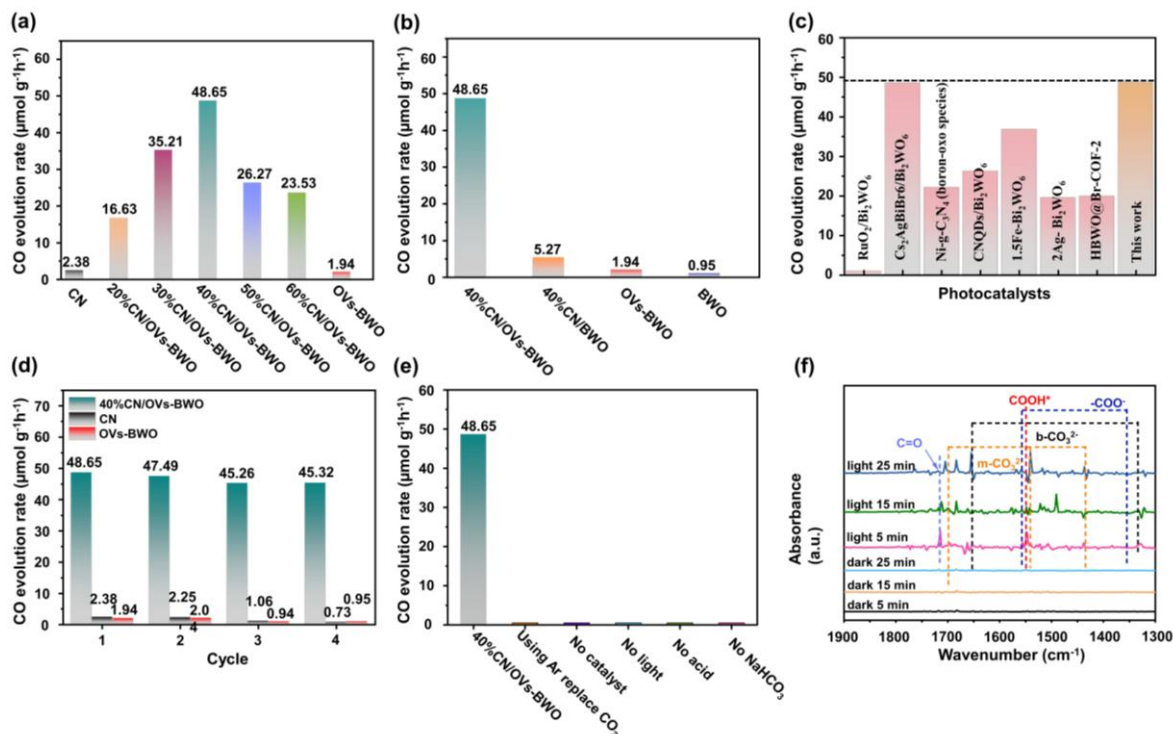 (a)
CO evolution rate (µmol g⁻¹h⁻¹)
60
50
40
30
20
10
0
2.38
16.63
35.21
48.65
26.27
23.53
1.94
CN
20%CN/OVs-BWO
30%CN/OVs-BWO
40%CN/OVs-BWO
50%CN/OVs-BWO
60%CN/OVs-BWO
OVs-BWO
(b)
CO evolution rate (µmol g⁻¹h⁻¹)
60
50
40
30
20
10
0
48.65
5.27
1.94
0.95
40%CN/OVs-BWO
40%CN/BWO
OVs-BWO
BWO
(c)
CO evolution rate (µmol g⁻¹h⁻¹)
60
50
40
30
20
10
0
RuO₂/Bi₂WO₆
Cs₂AgBiBr6/Bi₂WO₆
Ni-g-C₃N₄ (boron-oxo species)
CNQDs/Bi₂WO₆
1.5Fe-Bi₂WO₆
2Ag- Bi₂WO₆
HBWO@Br-COF-2
This work
Photocatalysts
(d)
CO evolution rate (µmol g⁻¹h⁻¹)
70
60
50
40
30
20
10
0
40%CN/OVs-BWO
CN
OVs-BWO
48.65
47.49
45.26
45.32
2.38
1.94
2.25
2.0
4
1.06
0.94
0.73
0.95
1
2
3
4
Cycle
(e)
CO evolution rate (µmol g⁻¹h⁻¹)
60
50
40
30
20
10
0
48.65
40%CN/OVs-BWO
Using Ar replace CO₂
No catalyst
No light
No acid
No NaHCO₃
(f)
Absorbance
(a.u.)
COOH*
-COO⁻
C=O
b-CO₃²⁻
m-CO₃²⁻
light 25 min
light 15 min
light 5 min
dark 25 min
dark 15 min
dark 5 min
1900
1800
1700
1600
1500
1400
1300
Wavenumber (cm⁻¹)